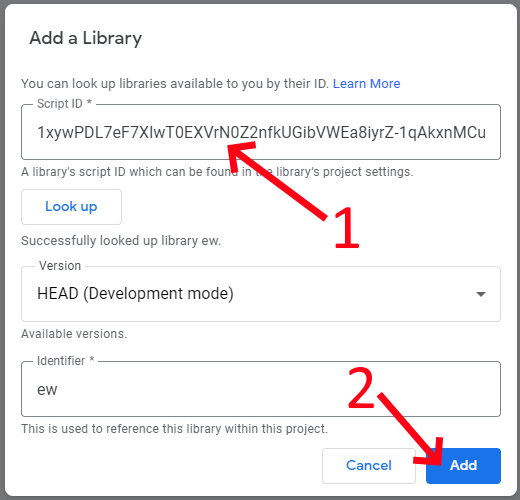 Add a Library
You can look up libraries available to you by their ID. Learn More
Script ID *
1xywPDL7eF7XIwT0EXVrN0Z2nfkUGibVWEa8iyrZ-1qAkxnMCu
A library's script ID which can be found in the library's project settings.
Look up
1
Successfully looked up library ew.
Version
HEAD (Development mode)
Available versions.
Identifier *
ew
2
This is used to reference this library within this project.
Cancel
Add